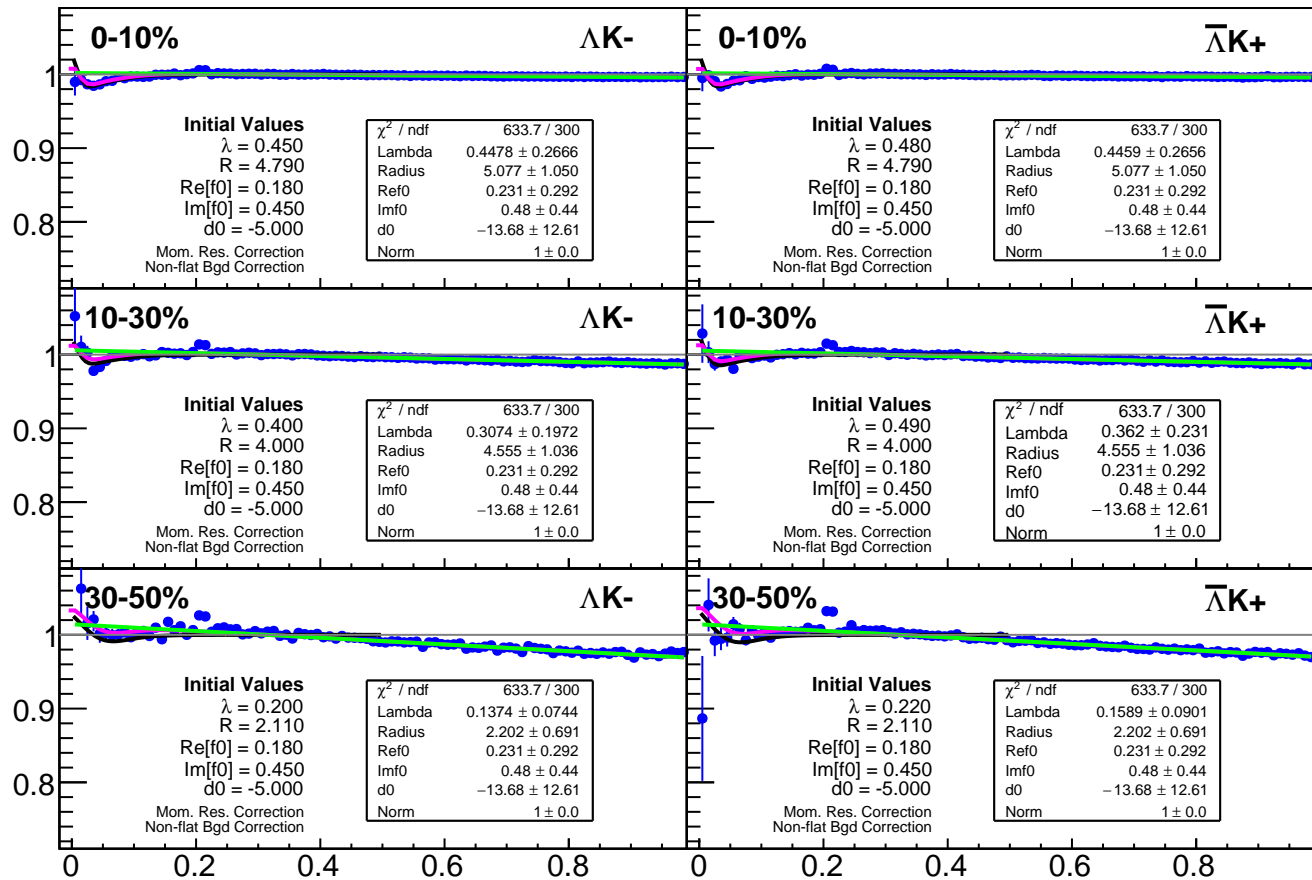 0-10%
ΛK-
Initial Values
λ = 0.450
R = 4.790
Re[f0] = 0.180
Im[f0] = 0.450
d0 = -5.000
Mom. Res. Correction
Non-flat Bgd Correction
χ² / ndf 633.7 / 300
Lambda 0.4478 ± 0.2666
Radius 5.077 ± 1.050
Ref0 0.231 ± 0.292
Imf0 0.48 ± 0.44
d0 −13.68 ± 12.61
Norm 1 ± 0.0
1
0.9
0.8
0-10%
Λ̅K+
Initial Values
λ = 0.480
R = 4.790
Re[f0] = 0.180
Im[f0] = 0.450
d0 = -5.000
Mom. Res. Correction
Non-flat Bgd Correction
χ² / ndf 633.7 / 300
Lambda 0.4459 ± 0.2656
Radius 5.077 ± 1.050
Ref0 0.231 ± 0.292
Imf0 0.48 ± 0.44
d0 −13.68 ± 12.61
Norm 1 ± 0.0
10-30%
ΛK-
Initial Values
λ = 0.400
R = 4.000
Re[f0] = 0.180
Im[f0] = 0.450
d0 = -5.000
Mom. Res. Correction
Non-flat Bgd Correction
χ² / ndf 633.7 / 300
Lambda 0.3074 ± 0.1972
Radius 4.555 ± 1.036
Ref0 0.231 ± 0.292
Imf0 0.48 ± 0.44
d0 −13.68 ± 12.61
Norm 1 ± 0.0
1
0.9
0.8
10-30%
Λ̅K+
Initial Values
λ = 0.490
R = 4.000
Re[f0] = 0.180
Im[f0] = 0.450
d0 = -5.000
Mom. Res. Correction
Non-flat Bgd Correction
χ² / ndf 633.7 / 300
Lambda 0.362 ± 0.231
Radius 4.555 ± 1.036
Ref0 0.231 ± 0.292
Imf0 0.48 ± 0.44
d0 −13.68 ± 12.61
Norm 1 ± 0.0
30-50%
ΛK-
Initial Values
λ = 0.200
R = 2.110
Re[f0] = 0.180
Im[f0] = 0.450
d0 = -5.000
Mom. Res. Correction
Non-flat Bgd Correction
χ² / ndf 633.7 / 300
Lambda 0.1374 ± 0.0744
Radius 2.202 ± 0.691
Ref0 0.231 ± 0.292
Imf0 0.48 ± 0.44
d0 −13.68 ± 12.61
Norm 1 ± 0.0
1
0.9
0.8
30-50%
Λ̅K+
Initial Values
λ = 0.220
R = 2.110
Re[f0] = 0.180
Im[f0] = 0.450
d0 = -5.000
Mom. Res. Correction
Non-flat Bgd Correction
χ² / ndf 633.7 / 300
Lambda 0.1589 ± 0.0901
Radius 2.202 ± 0.691
Ref0 0.231 ± 0.292
Imf0 0.48 ± 0.44
d0 −13.68 ± 12.61
Norm 1 ± 0.0
0 0.2 0.4 0.6 0.8
0 0.2 0.4 0.6 0.8